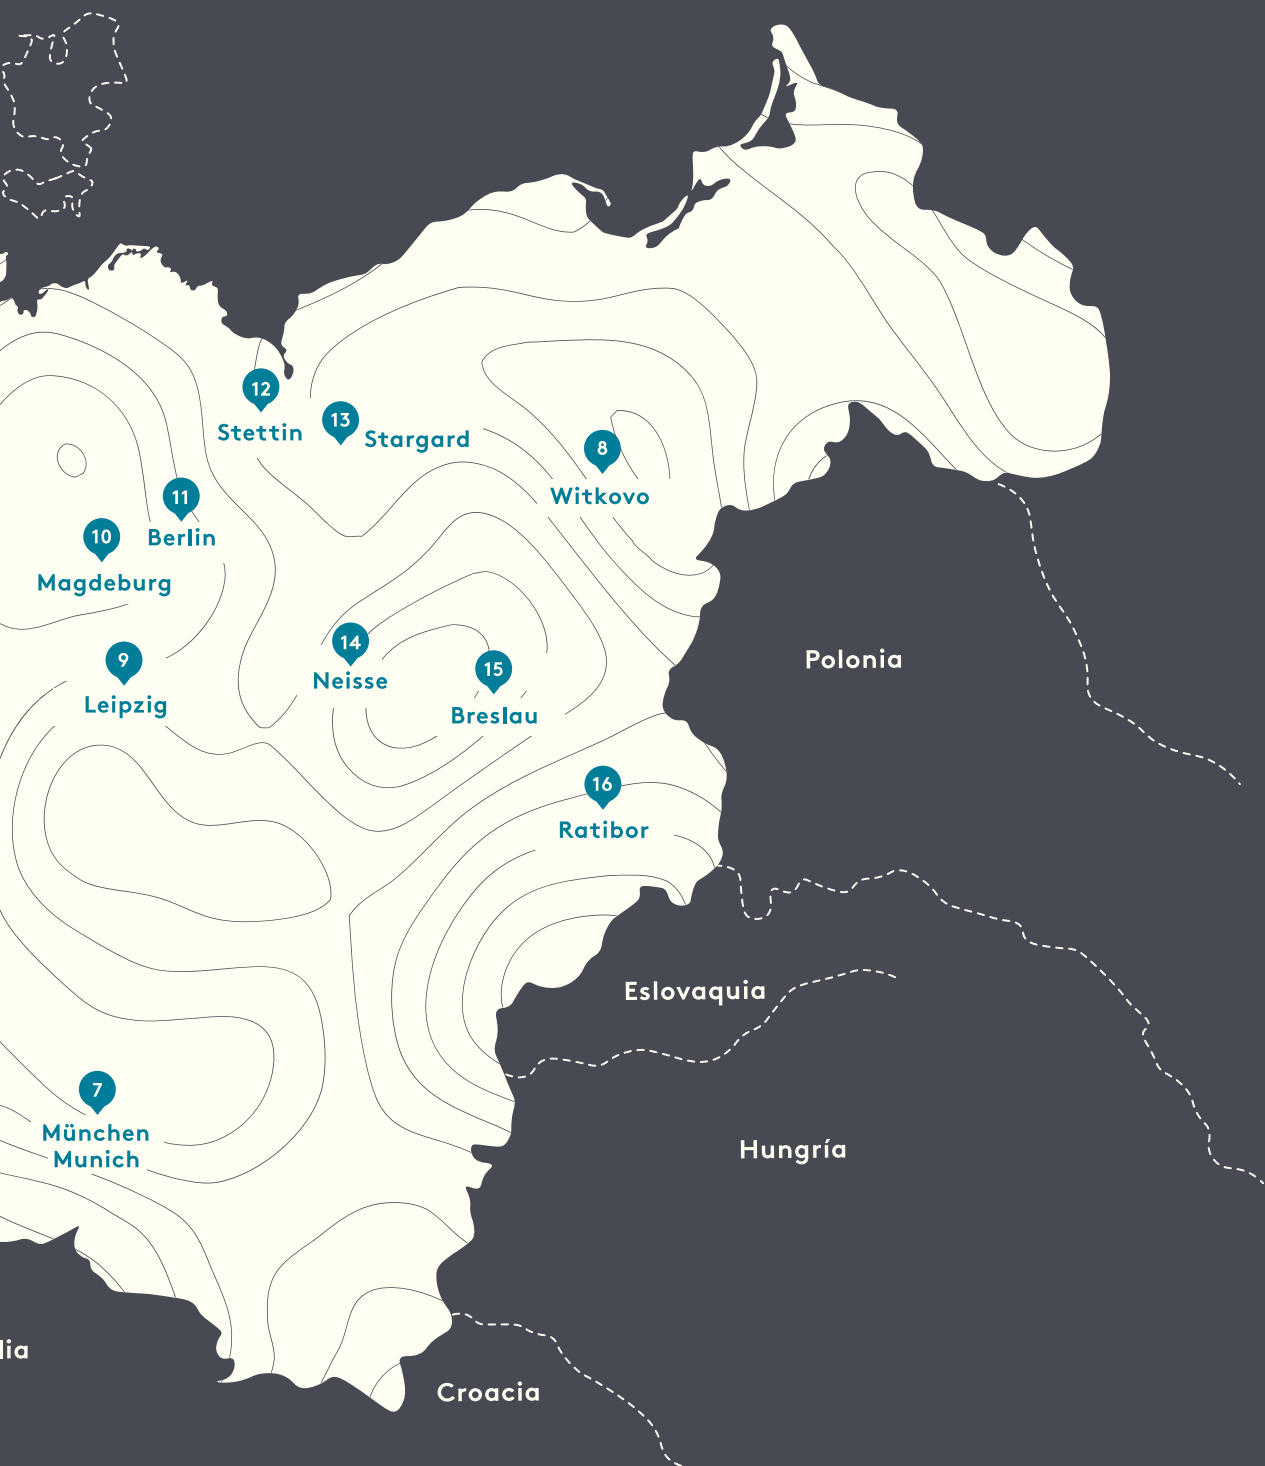 12
Stettin
13
Stargard
8
Witkovo
11
Berlin
10
Magdeburg
14
Neisse
9
Leipzig
15
Breslau
Polonia
16
Ratibor
Eslovaquia
7
München
Munich
Hungría
lia
Croacia